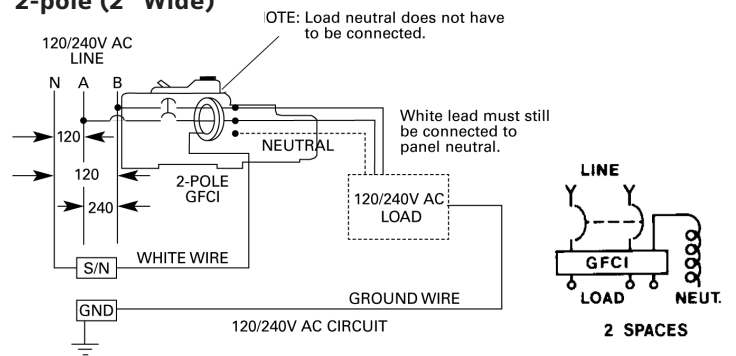 2-pole (2" Wide)
OTE: Load neutral does not have
to be connected.
120/240V AC
LINE
N A B
120
120
240
NEUTRAL
2-POLE
GFCI
White lead must still
be connected to
panel neutral.
120/240V AC
LOAD
S/N
WHITE WIRE
GND
GROUND WIRE
120/240V AC CIRCUIT
LINE
GFCI
LOAD
NEUT.
2 SPACES